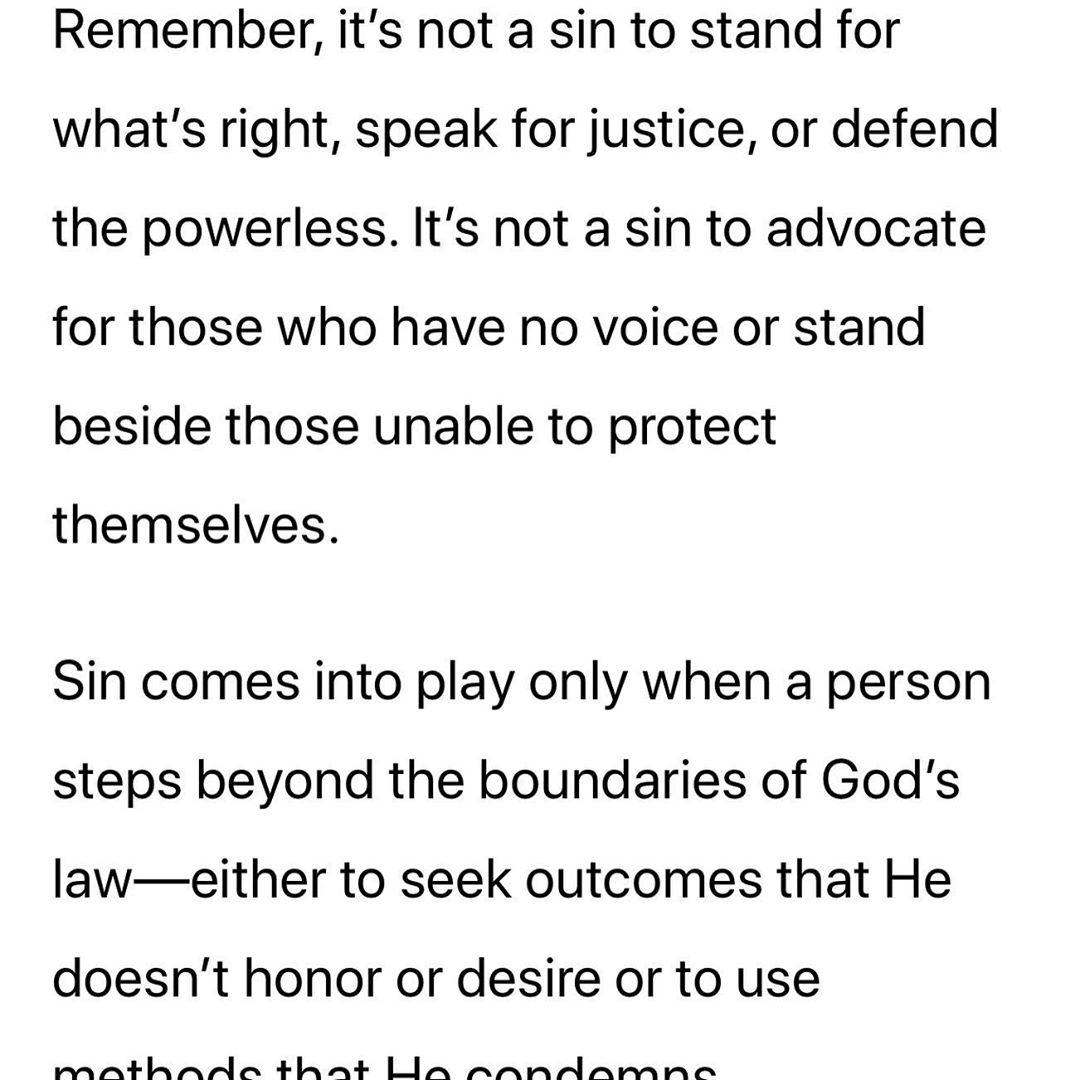 Remember, it’s not a sin to stand for
what’s right, speak for justice, or defend
the powerless. It’s not a sin to advocate
for those who have no voice or stand
beside those unable to protect
themselves.
Sin comes into play only when a person
steps beyond the boundaries of God’s
law—either to seek outcomes that He
doesn’t honor or desire or to use
methods that He condemns